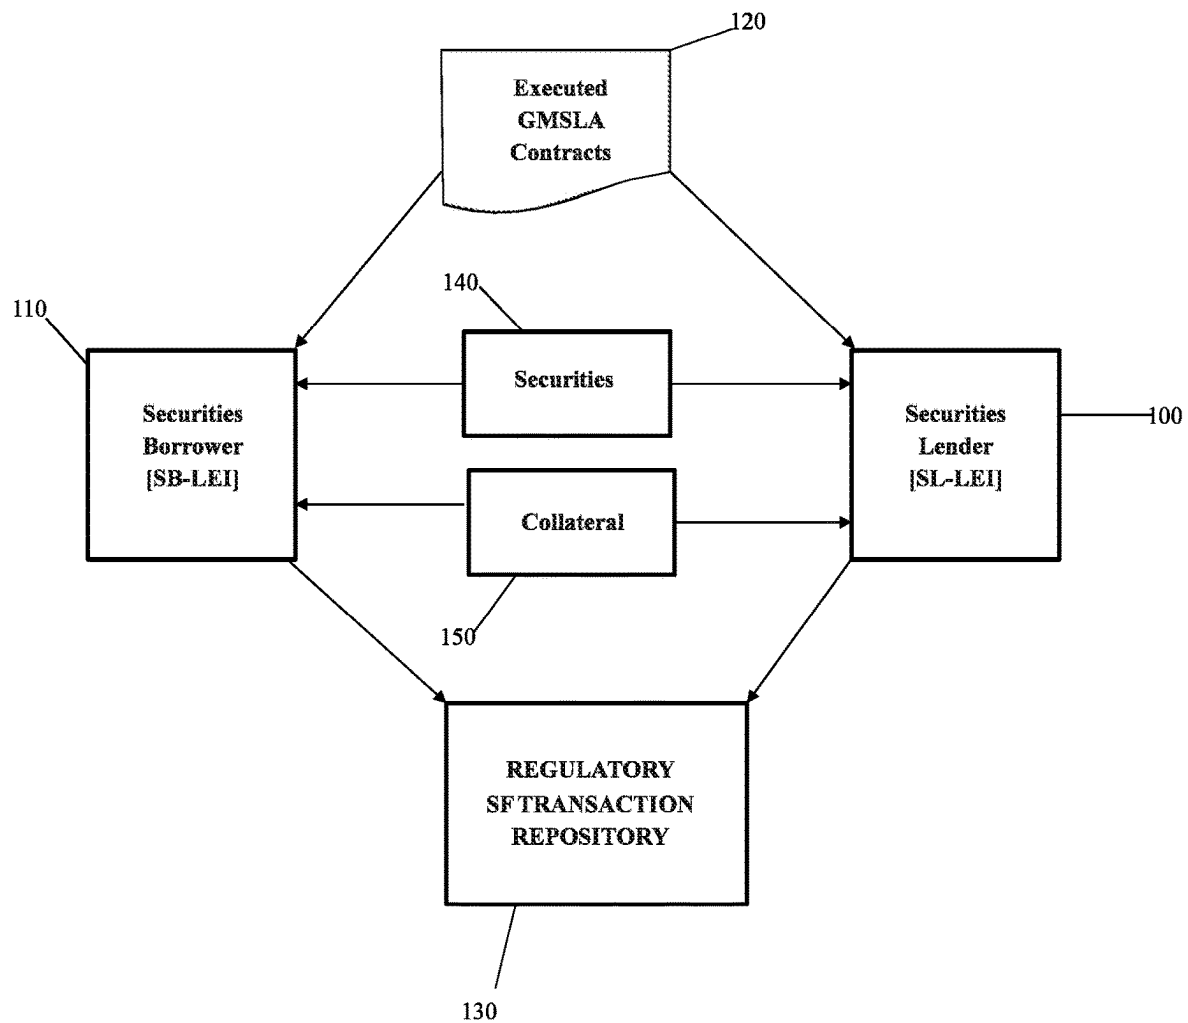 120
Executed
GMSLA
Contracts
140
110
Securities
Securities
Borrower
[SB-LEI]
Securities
Lender
[SL-LEI]
100
Collateral
150
REGULATORY
SF TRANSACTION
REPOSITORY
130